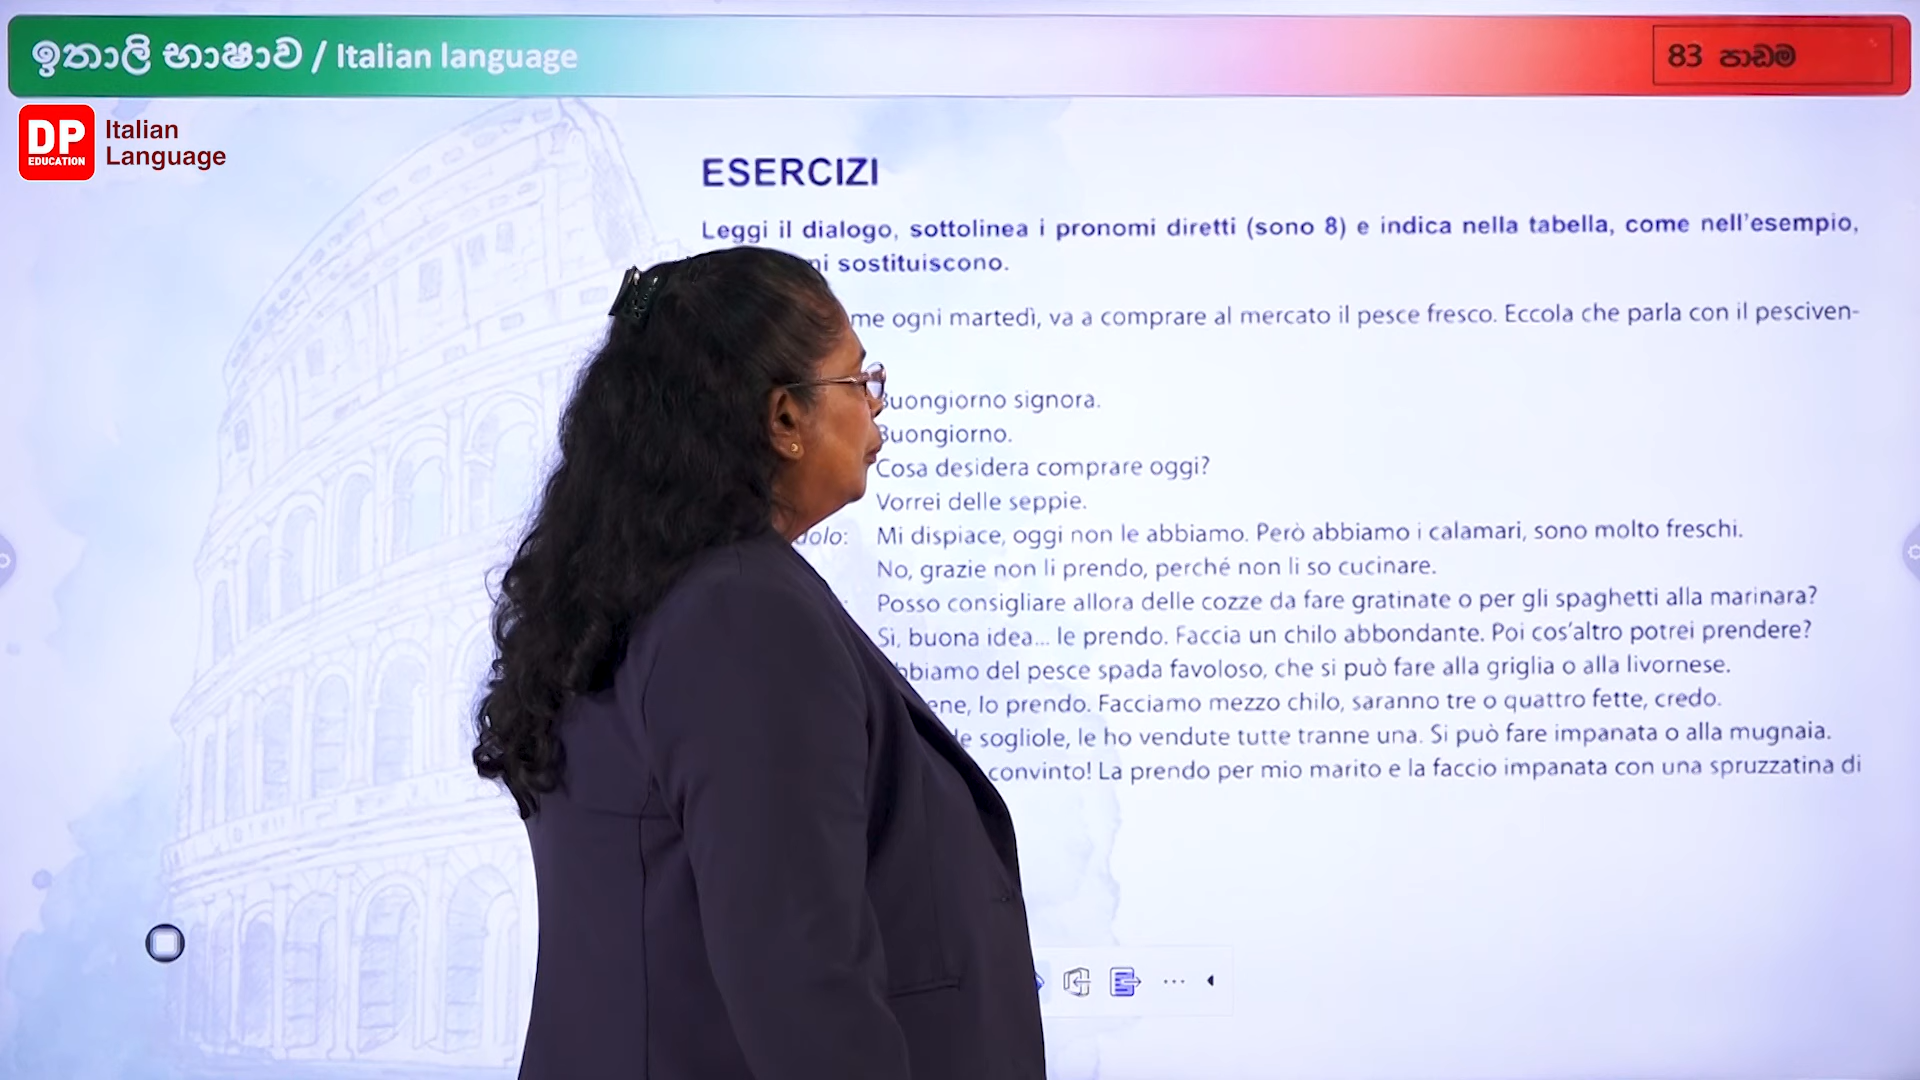 ඉතාලි භාෂාව / Italian language
83 පාඩම
DP
EDUCATION
Italian
Language
ESERCIZI
Leggi il dialogo, sottolinea i pronomi diretti (sono 8) e indica nella tabella, come nell'esempio,
sostituiscono.
ogni martedì, va a comprare al mercato il pesce fresco. Eccola che parla con il pesciven-
Buongiorno signora.
Buongiorno.
Cosa desidera comprare oggi?
Vorrei delle seppie.
Mi dispiace, oggi non le abbiamo. Però abbiamo i calamari, sono molto freschi.
No, grazie non li prendo, perché non li so cucinare.
Posso consigliare allora delle cozze da fare gratinate o per gli spaghetti alla marinara?
Sì, buona idea... le prendo. Faccia un chilo abbondante. Poi cos'altro potrei prendere?
bbiamo del pesce spada favoloso, che si può fare alla griglia o alla livornese.
ene, lo prendo. Facciamo mezzo chilo, saranno tre o quattro fette, credo.
le sogliole, le ho vendute tutte tranne una. Si può fare impanata o alla mugnaia.
convinto! La prendo per mio marito e la faccio impanata con una spruzzatina di